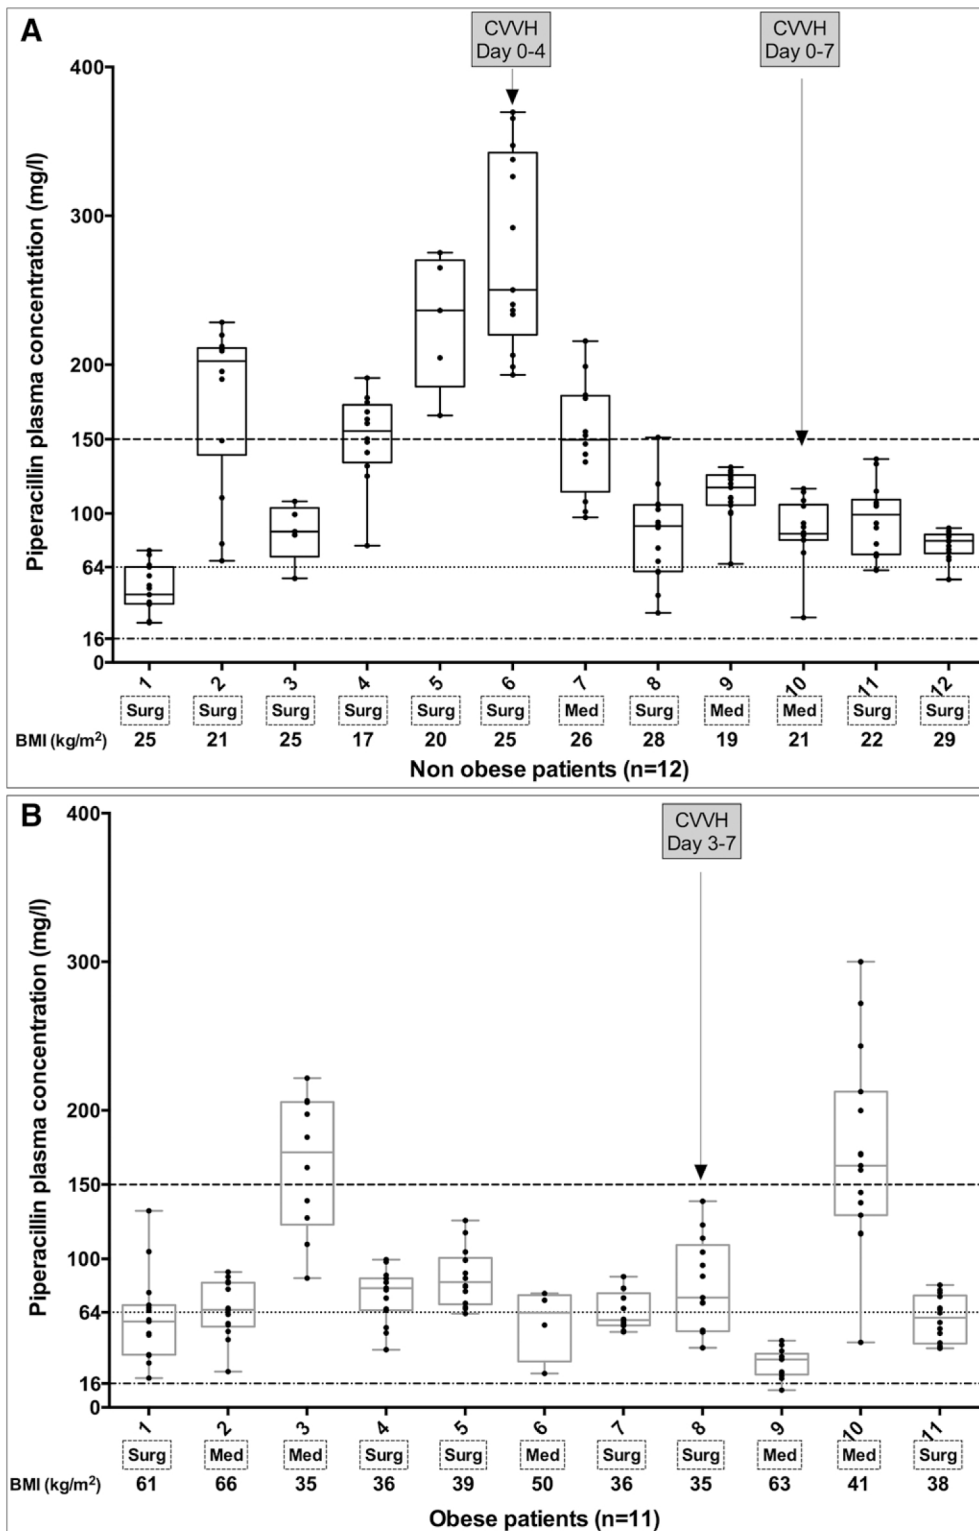 A
CVVH
Day 0-4
CVVH
Day 0-7
Piperacillin plasma concentration (mg/l)
400
300
200
150
100
64
16
0
1 2 3 4 5 6 7 8 9 10 11 12
Surg Surg Surg Surg Surg Surg Med Surg Med Med Surg Surg
BMI (kg/m²) 25 21 25 17 20 25 26 28 19 21 22 29
Non obese patients (n=12)
B
CVVH
Day 3-7
Piperacillin plasma concentration (mg/l)
400
300
200
150
100
64
16
0
1 2 3 4 5 6 7 8 9 10 11
Surg Med Med Surg Surg Med Surg Surg Med Med Surg
BMI (kg/m²) 61 66 35 36 39 50 36 35 63 41 38
Obese patients (n=11)